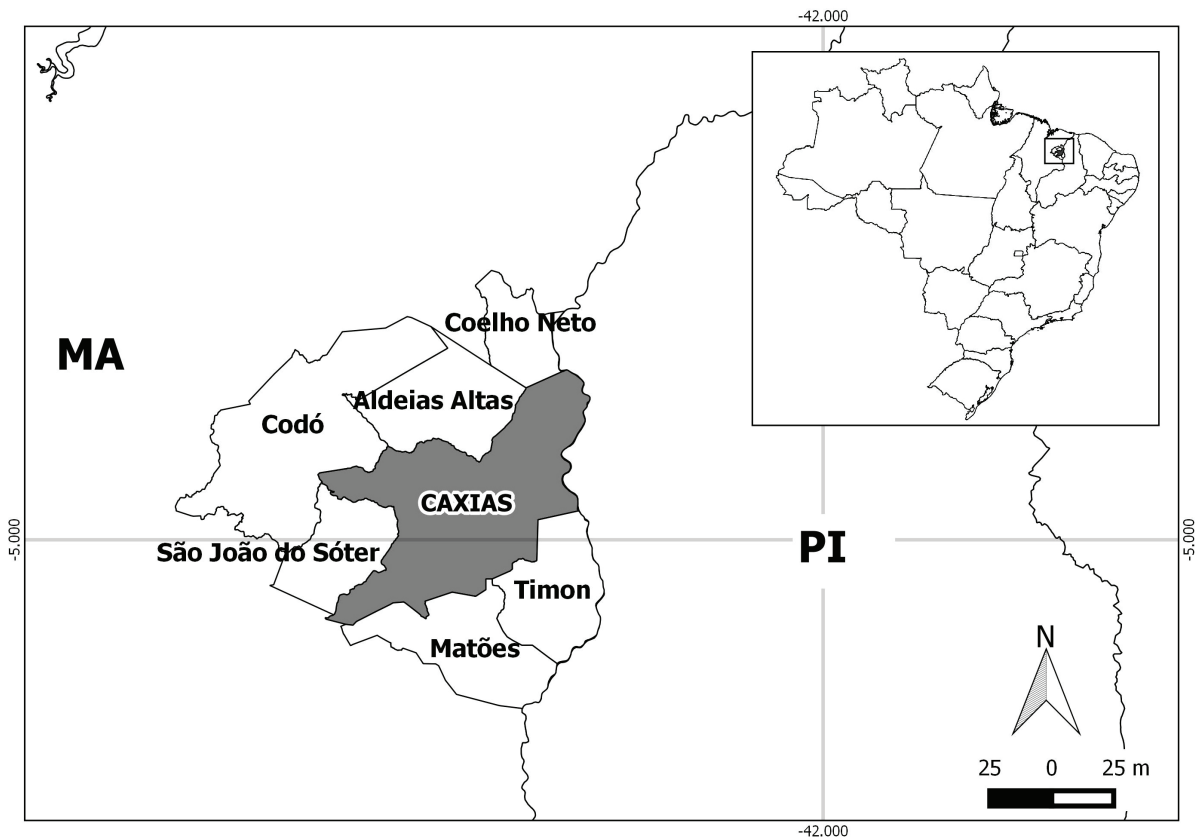 -42.000
Coelho Neto
MA
Aldeias Altas
Codó
CAXIAS
-5.000
-5.000
São João do Sóter
PI
Timon
Matões
N
25 0 25 m
-42.000